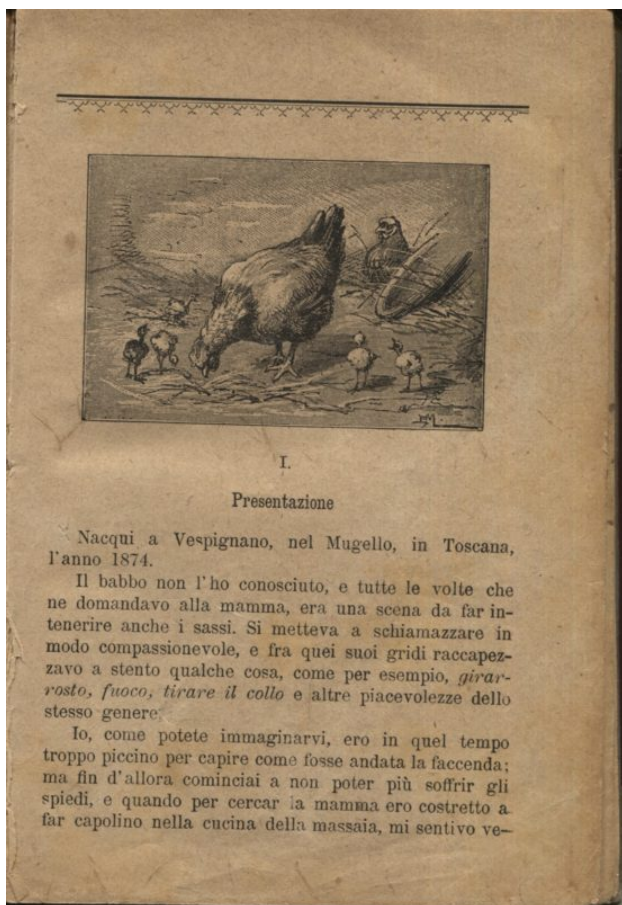 I.
Presentazione
Nacqui a Vespignano, nel Mugello, in Toscana,
l'anno 1874.
Il babbo non l'ho conosciuto, e tutte le volte che
ne domandavo alla mamma, era una scena da far in-
tenerire anche i sassi. Si metteva a schiamazzare in
modo compassionevole, e fra quei suoi gridi raccapez-
zavo a stento qualche cosa, come per esempio, girar-
rosto, fuoco, tirare il collo e altre piacevolezze dello
stesso genere.
Io, come potete immaginarvi, ero in quel tempo
troppo piccino per capire come fosse andata la faccenda;
ma fin d'allora cominciai a non poter più soffrir gli
spiedi, e quando per cercar la mamma ero costretto a
far capolino nella cucina della massaia, mi sentivo ve-